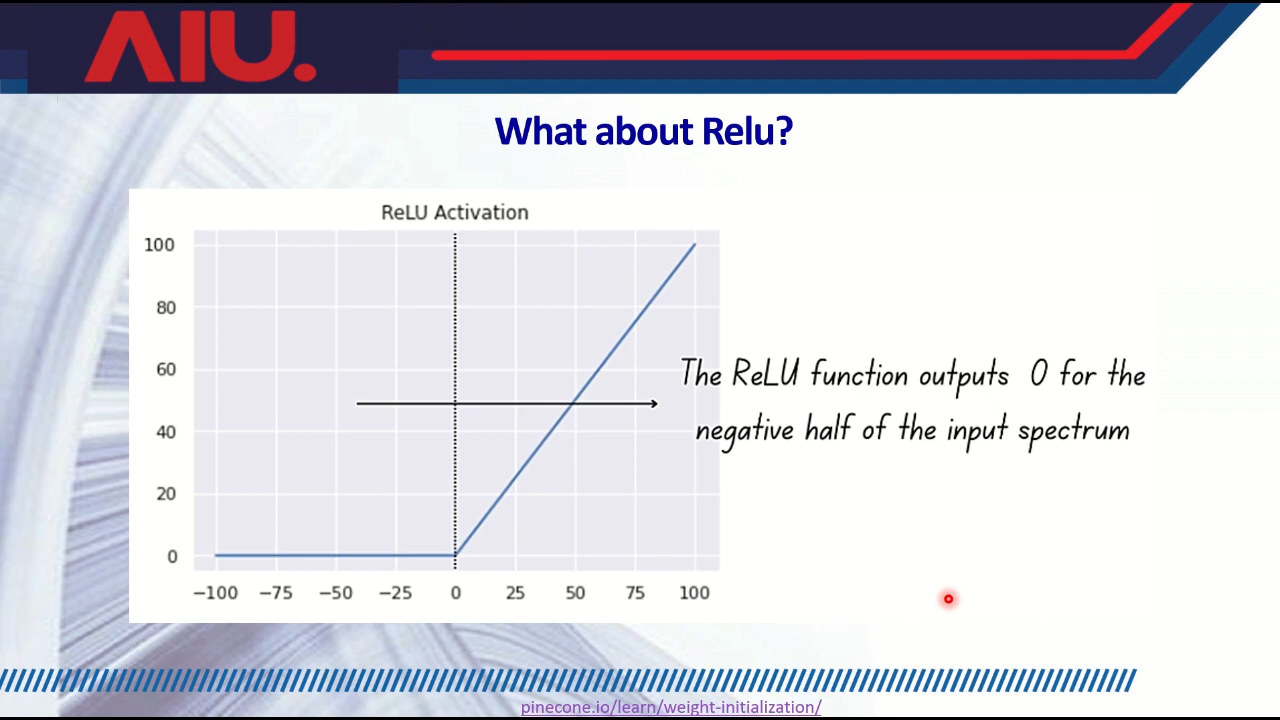 AIU.
What about Relu?
ReLU Activation
100
80
60
40
20
0
−100 −75 −50 −25 0 25 50 75 100
The ReLU function outputs 0 for the
negative half of the input spectrum
pinecone.io/learn/weight-initialization/